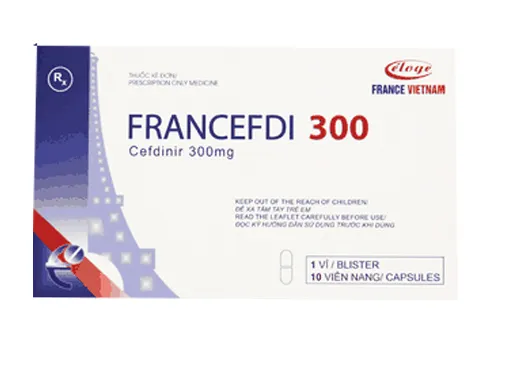 Rx
THUỐC KÊ ĐƠN/
PRESCRIPTION ONLY MEDICINE
éloge
FRANCE VIETNAM
FRANCEFDI 300
Cefdinir 300mg
KEEP OUT OF THE REACH OF CHILDREN/
ĐỂ XA TẦM TAY TRẺ EM
READ THE LEAFLET CAREFULLY BEFORE USE/
ĐỌC KỸ HƯỚNG DẪN SỬ DỤNG TRƯỚC KHI DÙNG
1 VỈ / BLISTER
10 VIÊN NANG/ CAPSULES